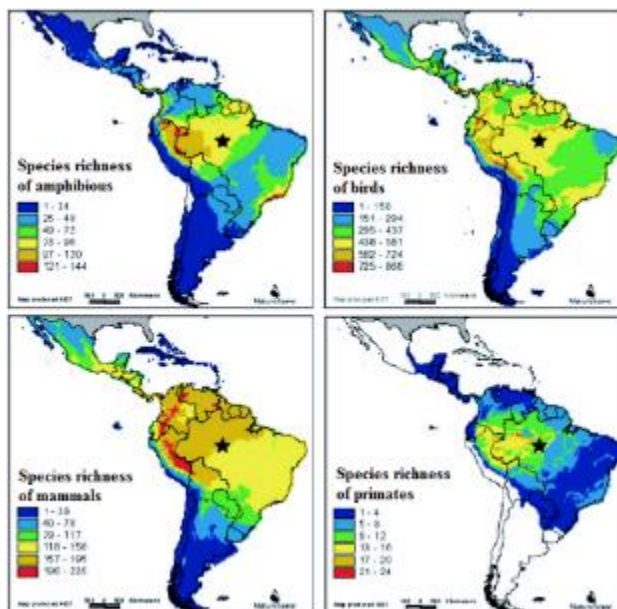 Species richness
of amphibious
1 - 24
25 - 48
49 - 72
73 - 96
97 - 120
121 - 144
Species richness
of birds
1 - 150
151 - 294
295 - 437
438 - 581
582 - 724
725 - 868
Species richness
of mammals
1 - 39
40 - 78
79 - 117
118 - 156
157 - 195
196 - 235
Species richness
of primates
1 - 4
5 - 8
9 - 12
13 - 16
17 - 20
21 - 24